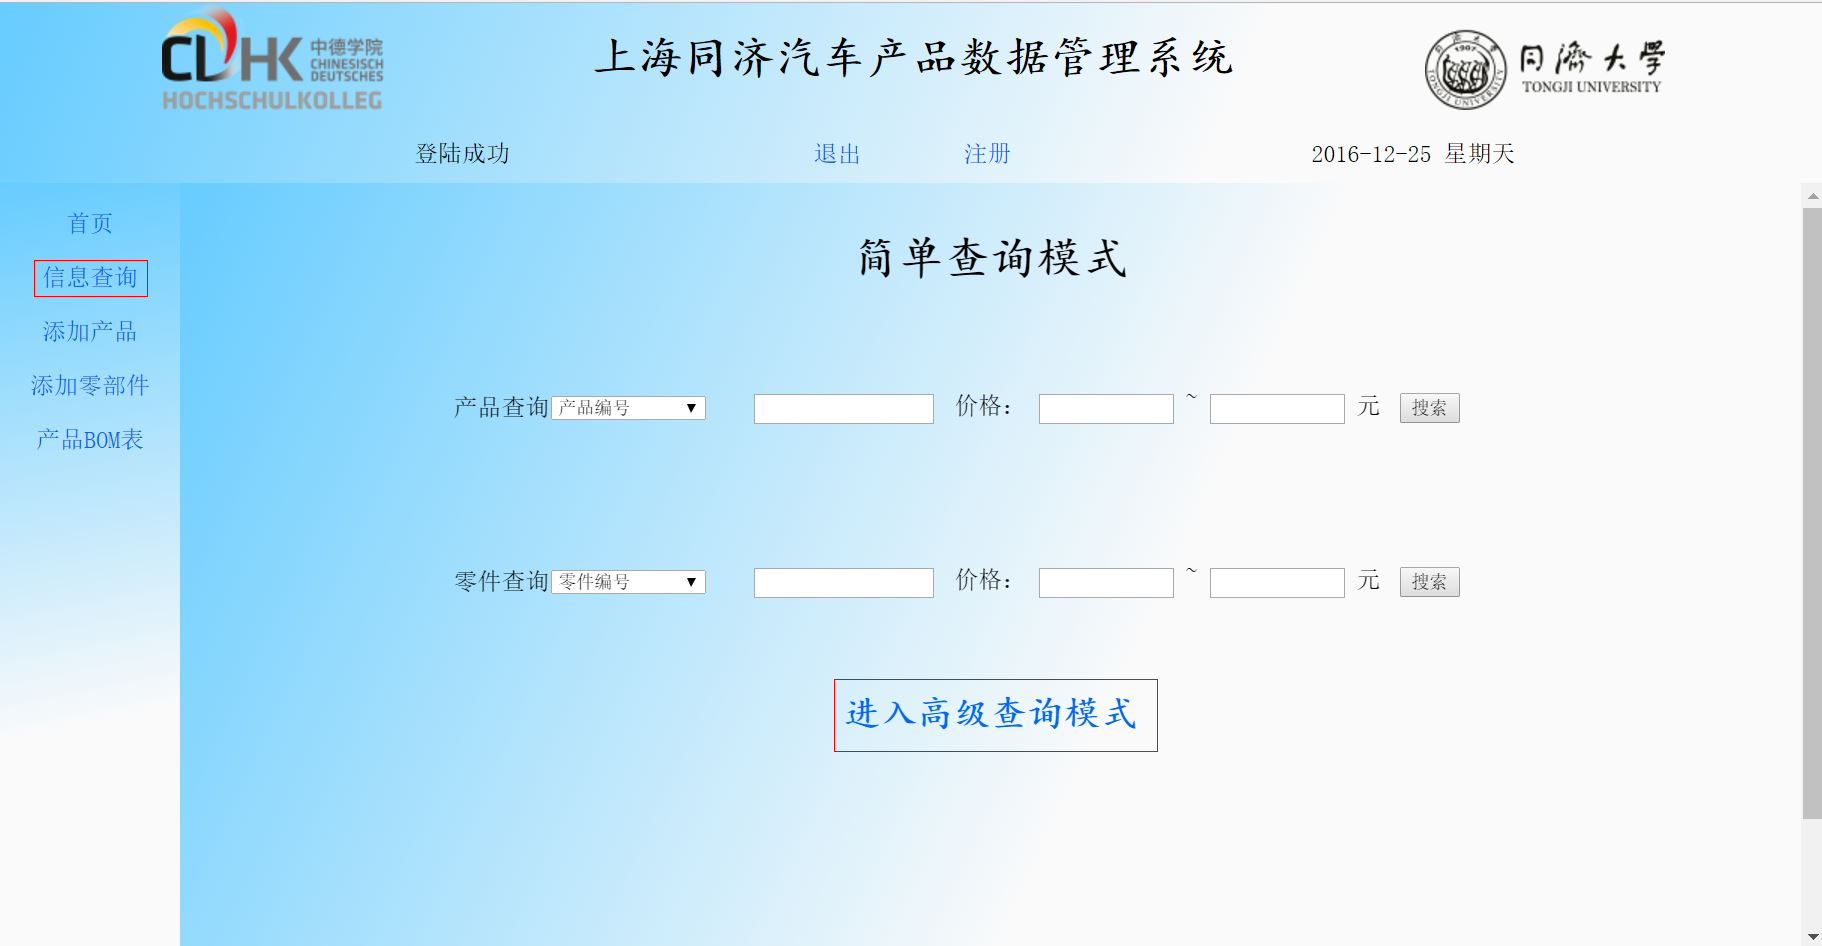 中德学院
CHINESISCH
DEUTSCHES
CDHK
HOCHSCHULKOLLEG
上海同济汽车产品数据管理系统
同濟大学
TONGJI UNIVERSITY
1907
TONGJI UNIVERSITY
登陆成功 退出 注册 2016-12-25 星期天
首页
信息查询
添加产品
添加零部件
产品BOM表
简单查询模式
产品查询 产品编号 价格: ~ 元 搜索
零件查询 零件编号 价格: ~ 元 搜索
进入高级查询模式